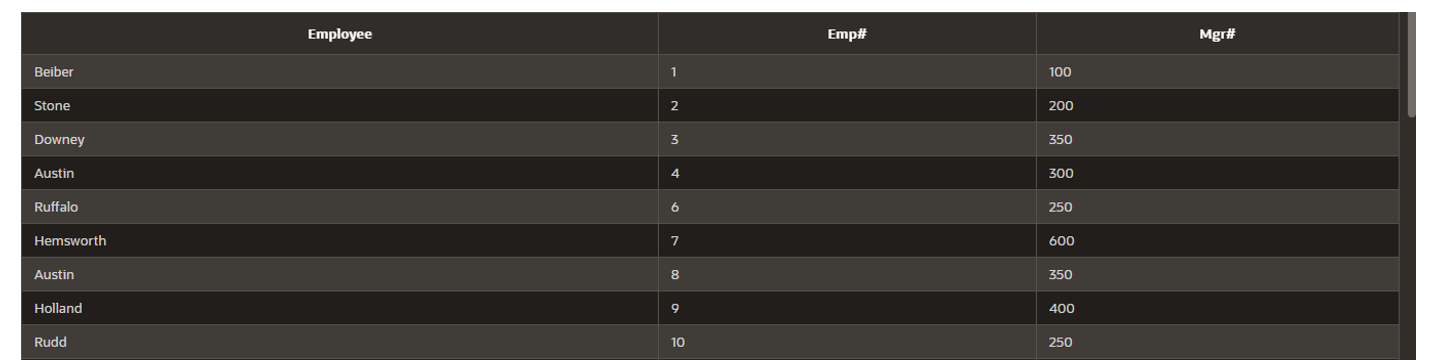 Employee Emp# Mgr#
Beiber 1 100
Stone 2 200
Downey 3 350
Austin 4 300
Ruffalo 6 250
Hemsworth 7 600
Austin 8 350
Holland 9 400
Rudd 10 250